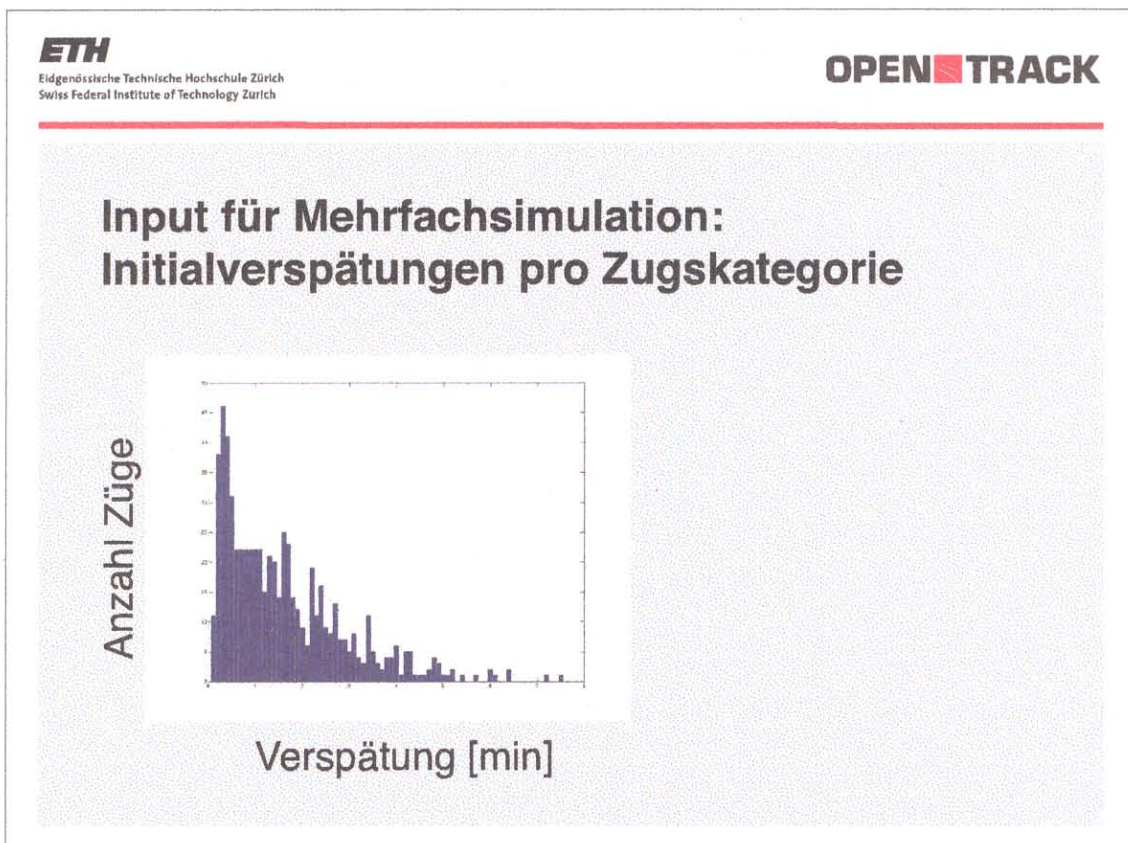 ETH
Eidgenössische Technische Hochschule Zürich
Swiss Federal Institute of Technology Zurich
OPEN TRACK
Input für Mehrfachsimulation:
Initialverspätungen pro Zugskategorie
Anzahl Züge
Verspätung [min]